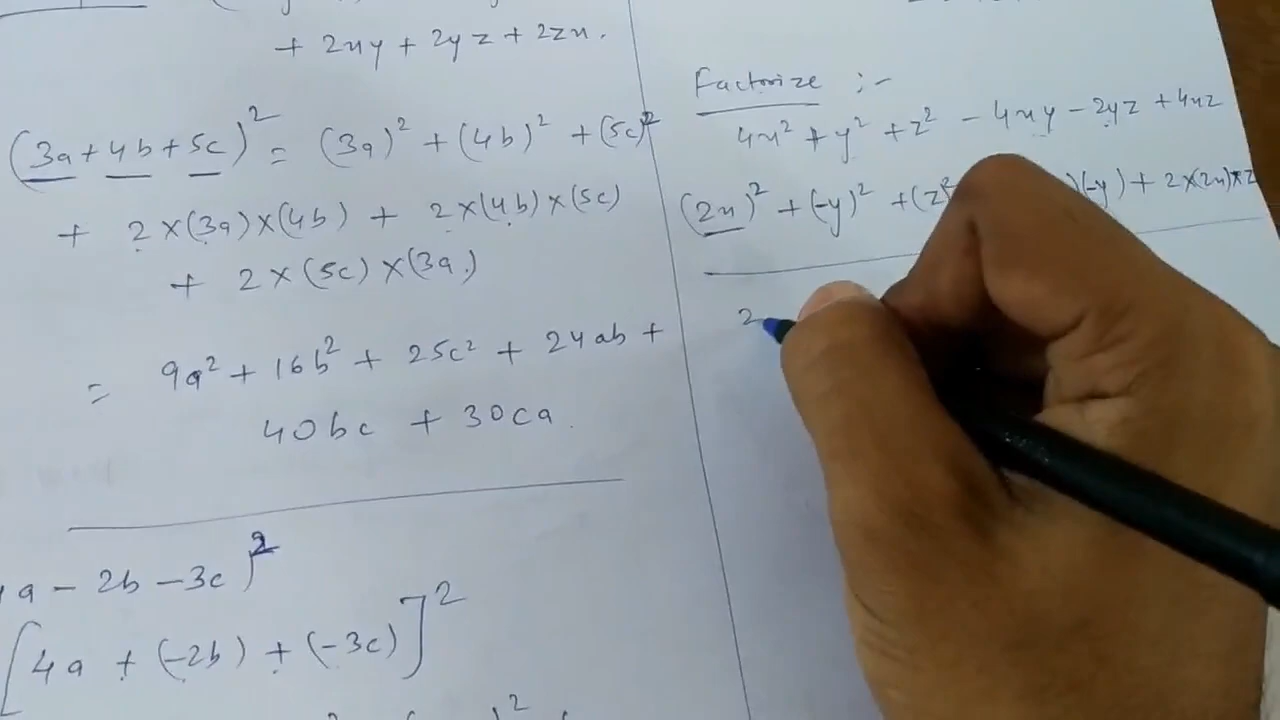 + 2xy + 2yz + 2zx.
(3a + 4b + 5c)² = (3a)² + (4b)² + (5c)²
+ 2 × (3a) × (4b) + 2 × (4b) × (5c)
+ 2 × (5c) × (3a)
= 9a² + 16b² + 25c² + 24ab +
40bc + 30ca.
a - 2b - 3c)²
[4a + (-2b) + (-3c)]²
Factorize :-
4x² + y² + z² - 4xy - 2yz + 4xz
(2x)² + (-y)² + (z)² )(-y) + 2×(2x)×z
2